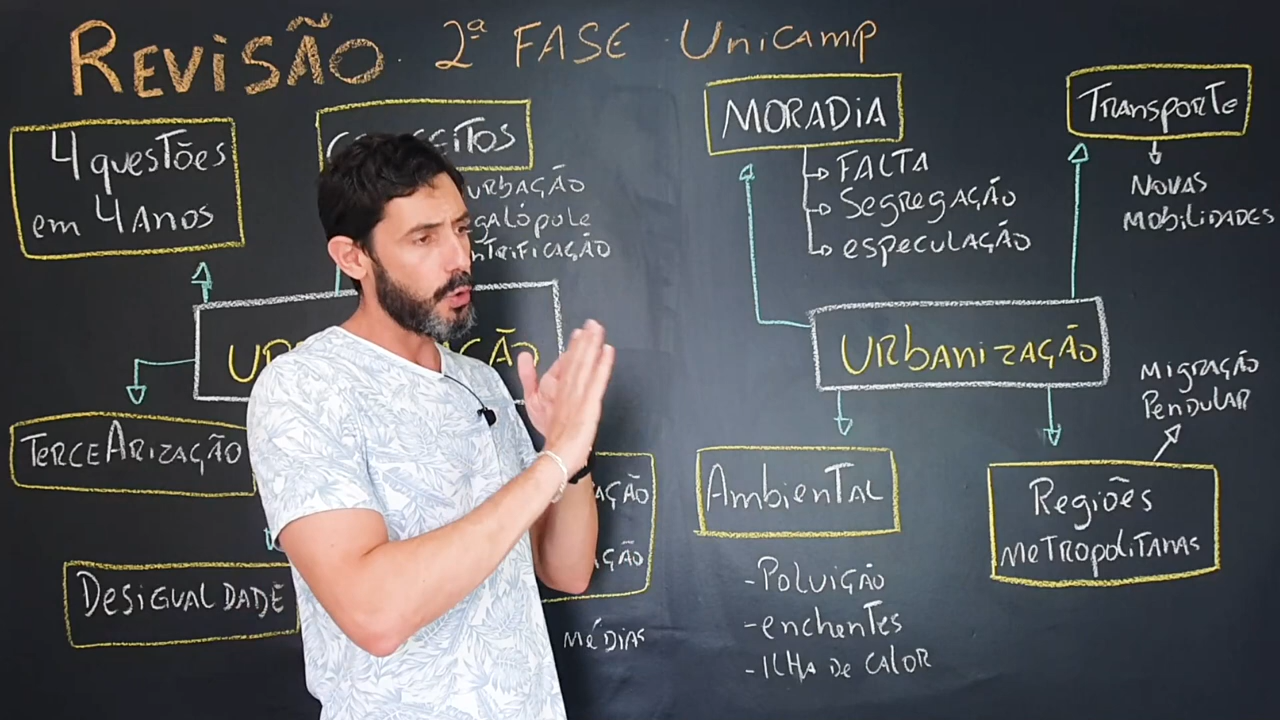 REVISÃO 2ª FASE UNICAMP
4 questões
em 4 Anos
TERCEARIZAÇÃO
DESIGUALDADE
MÉDIAS
MORADIA
FALTA
SEGREGAÇÃO
ESPECULAÇÃO
TRANSPORTE
NOVAS
MOBILIDADES
URBANIZAÇÃO
MIGRAÇÃO
PENDULAR
AMBIENTAL
-POLUIÇÃO
-enchentes
-ILHA DE CALOR
REGIÕES
METROPOLITANAS